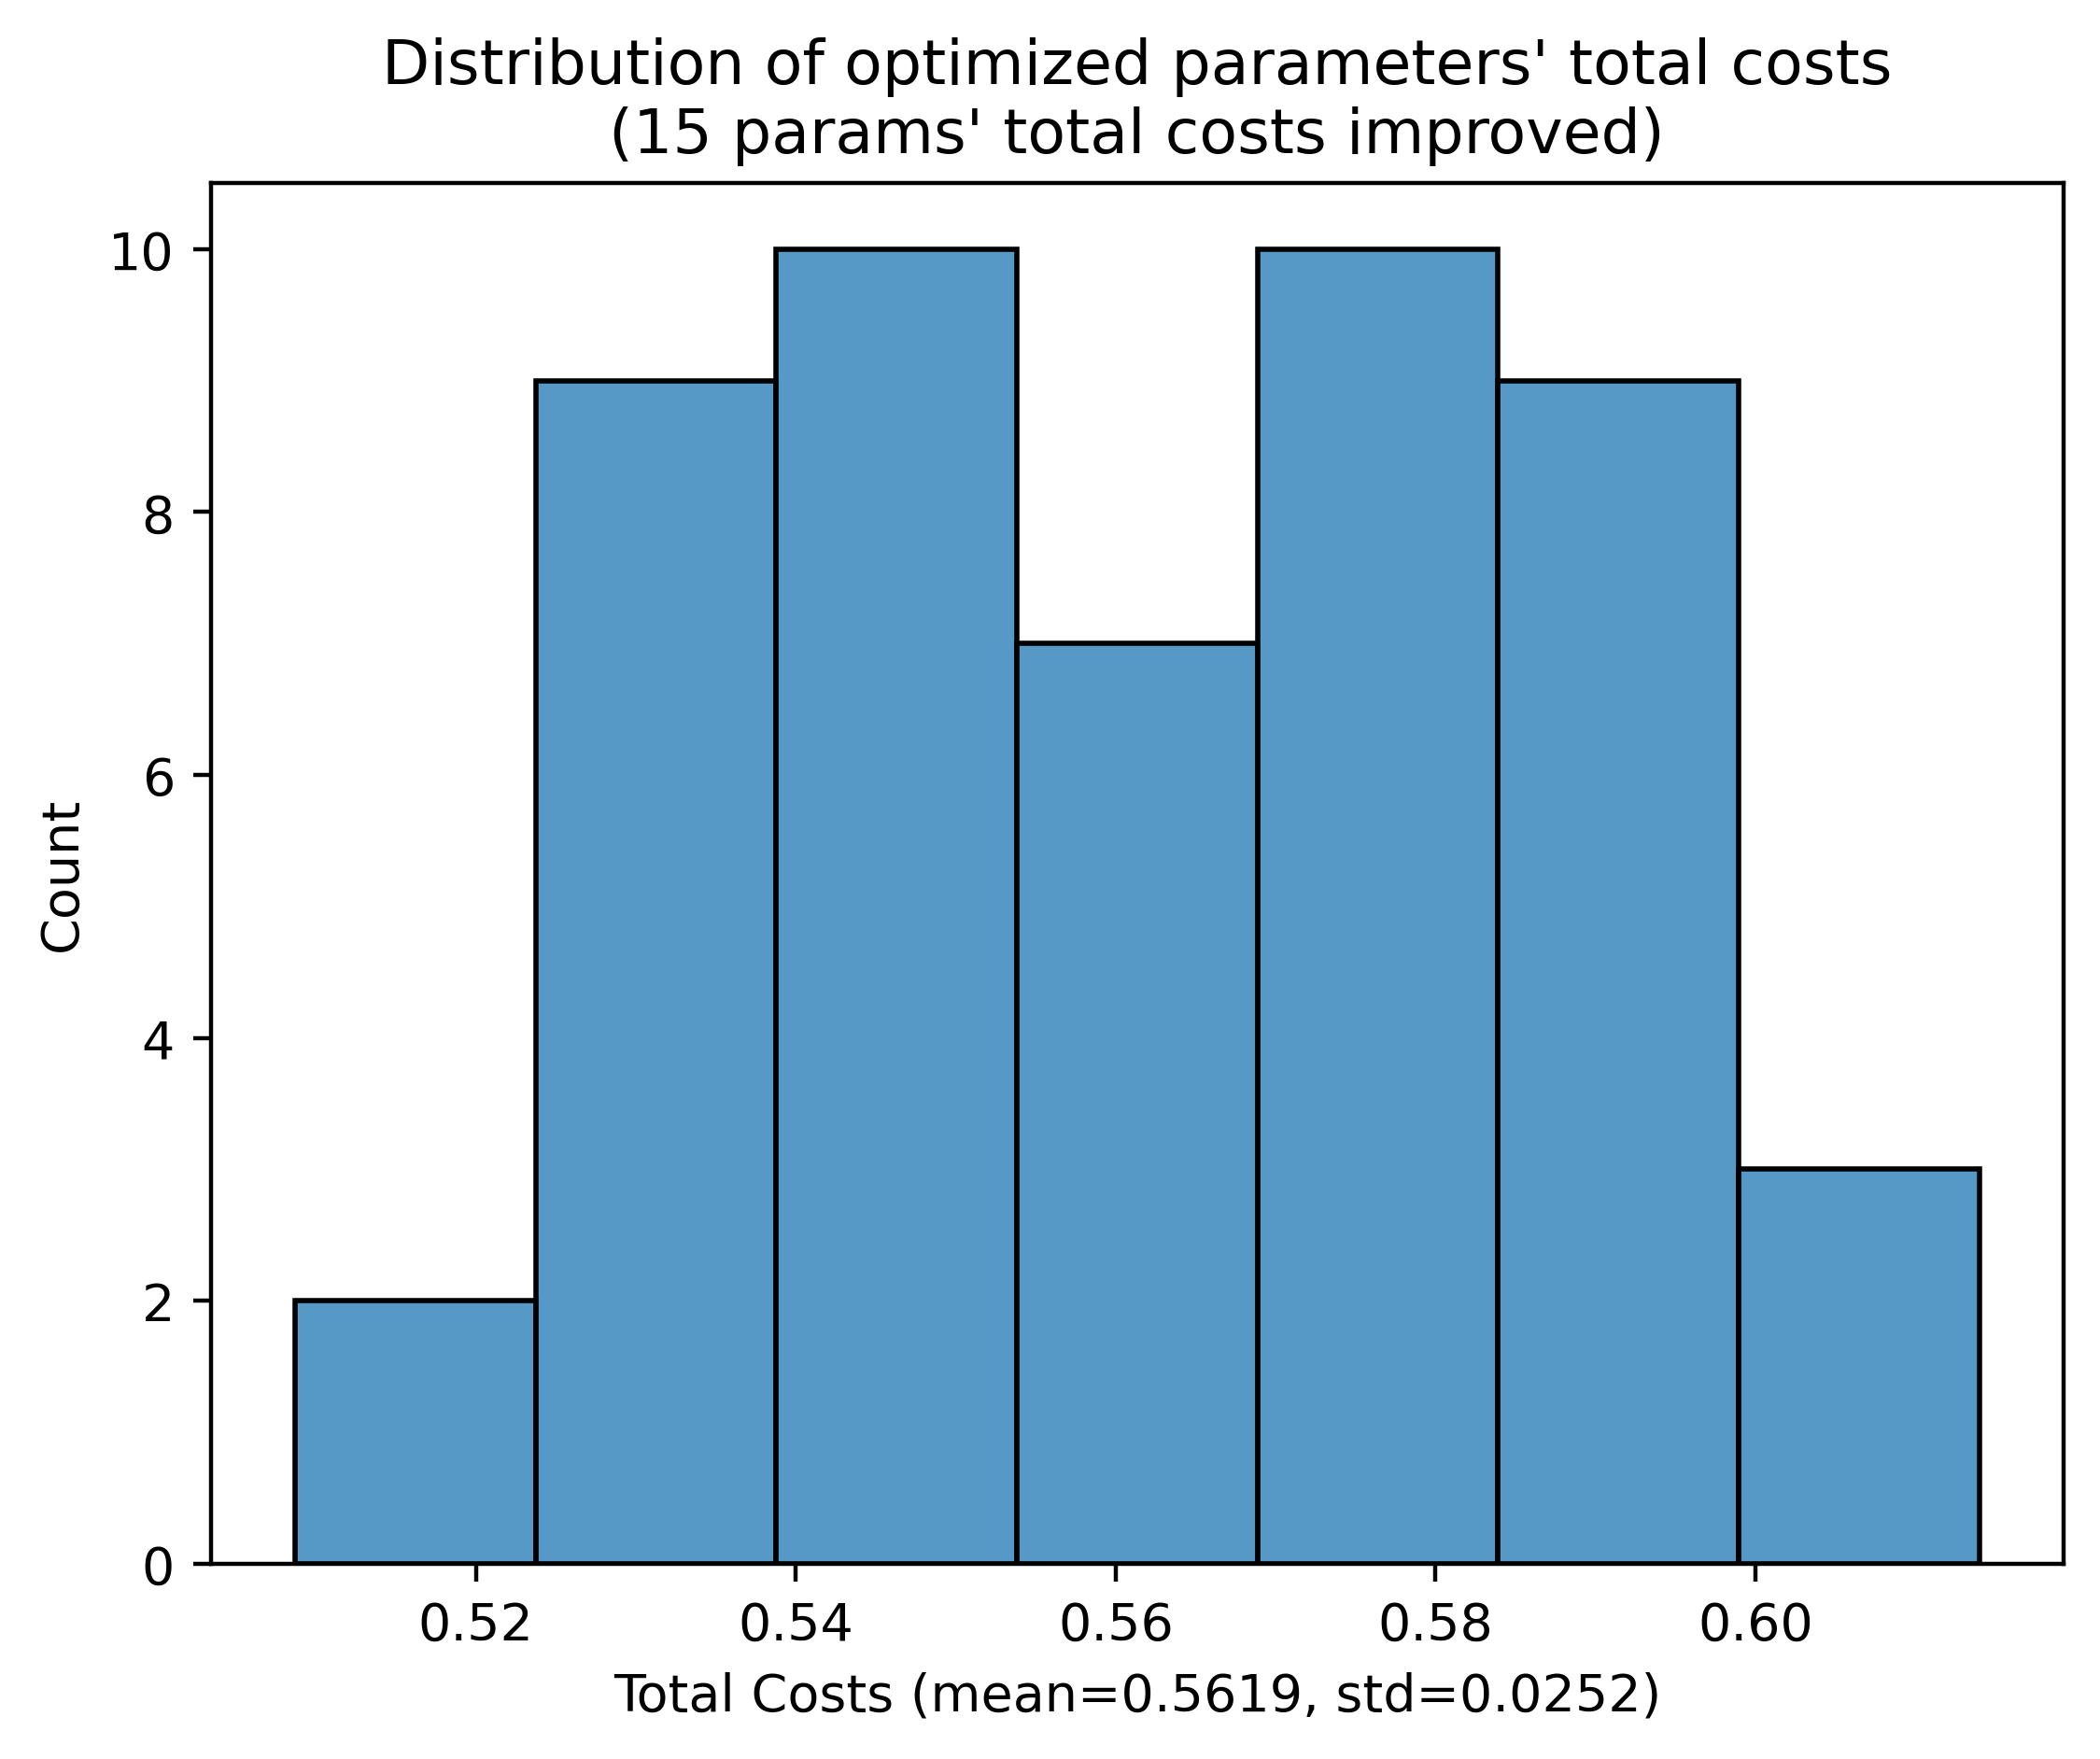 Distribution of optimized parameters' total costs
(15 params' total costs improved)
10
8
6
4
2
0
Count
0.52 0.54 0.56 0.58 0.60
Total Costs (mean=0.5619, std=0.0252)